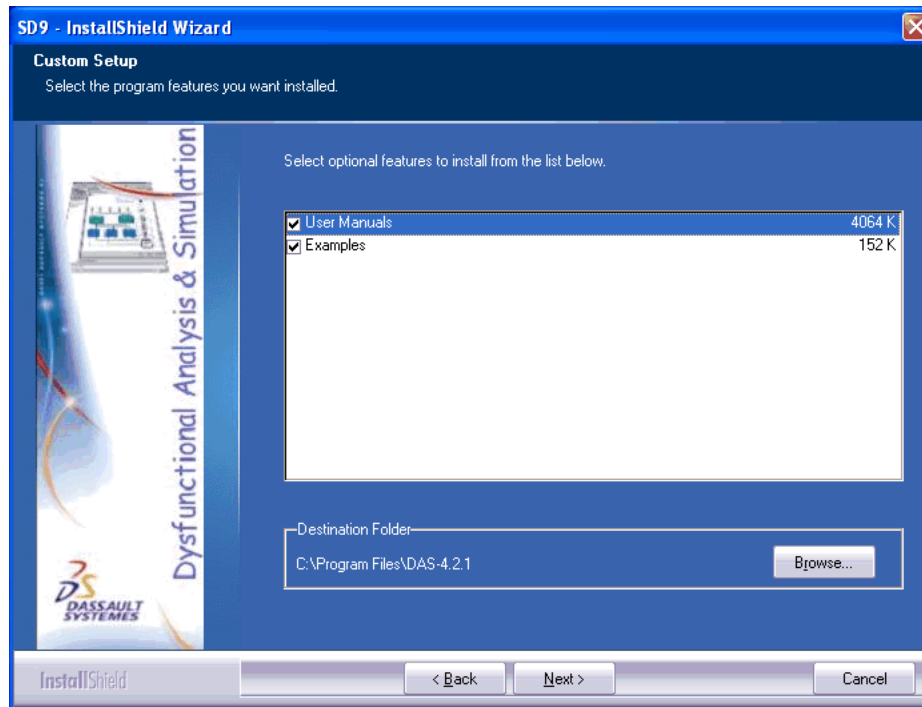 SD9 - InstallShield Wizard
Custom Setup
Select the program features you want installed.
Dysfunctional Analysis & Simulation
DASSAULT
SYSTEMES
Select optional features to install from the list below.
User Manuals 4064 K
Examples 152 K
Destination Folder
C:\Program Files\DAS-4.2.1
Browse...
InstallShield
< Back
Next >
Cancel